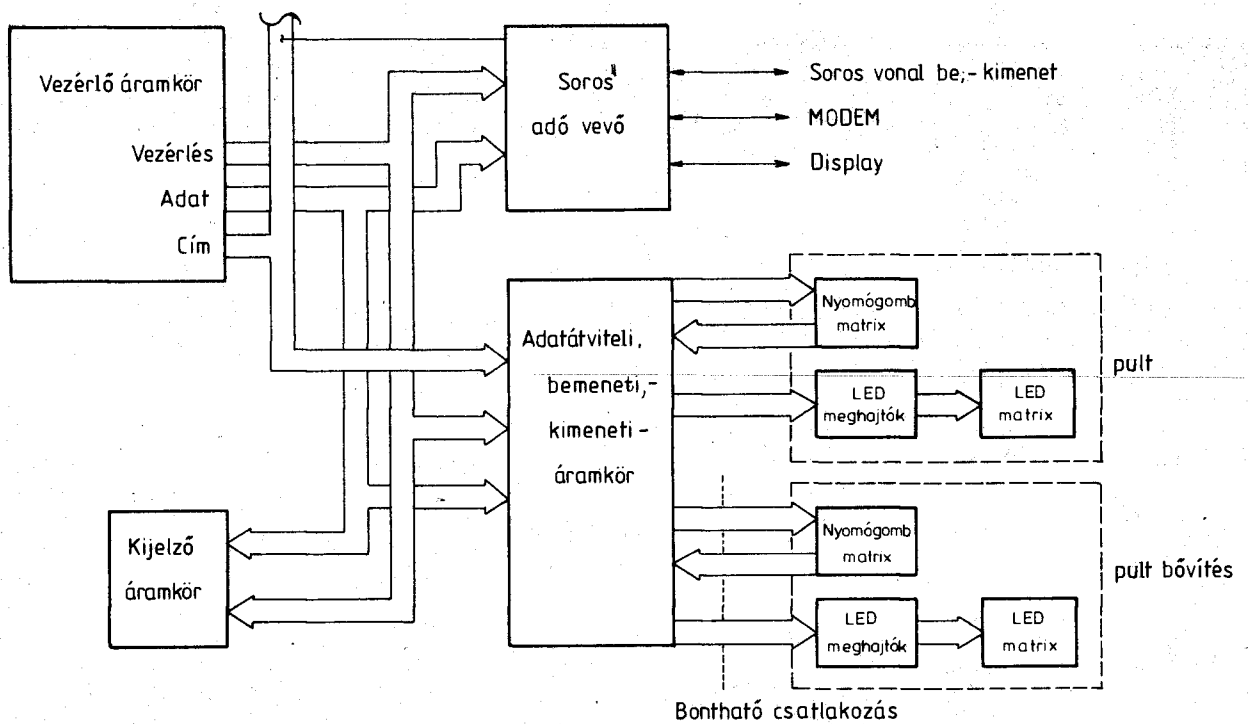 Vezérlő áramkör
Vezérlés
Adat
Cím
Soros
adó vevő
Soros vonal be;- kimenet
MODEM
Display
Adatátviteli,
bemeneti,-
kimeneti -
áramkör
Nyomógomb
matrix
LED
meghajtók
LED
matrix
pult
Nyomógomb
matrix
LED
meghajtók
LED
matrix
pult bővítés
Kijelző
áramkör
Bontható csatlakozás